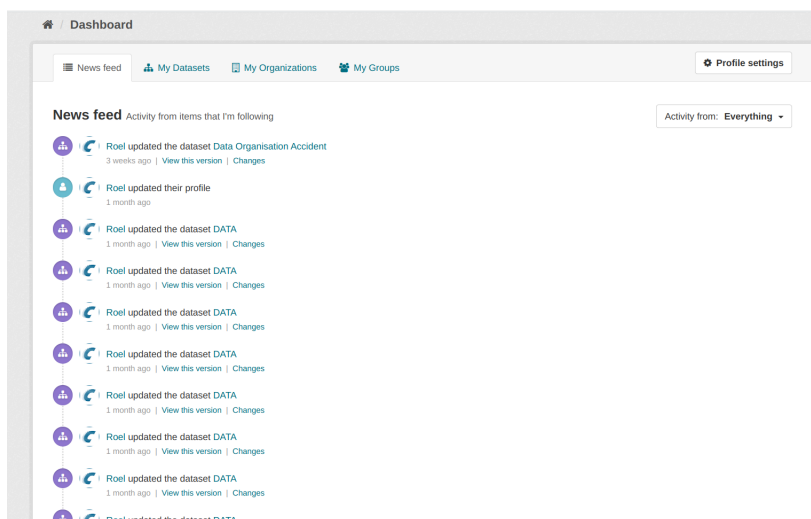 / Dashboard
News feed My Datasets My Organizations My Groups Profile settings
News feed Activity from items that I'm following Activity from: Everything
Roel updated the dataset Data Organisation Accident
3 weeks ago | View this version | Changes
Roel updated their profile
1 month ago
Roel updated the dataset DATA
1 month ago | View this version | Changes
Roel updated the dataset DATA
1 month ago | View this version | Changes
Roel updated the dataset DATA
1 month ago | View this version | Changes
Roel updated the dataset DATA
1 month ago | View this version | Changes
Roel updated the dataset DATA
1 month ago | View this version | Changes
Roel updated the dataset DATA
1 month ago | View this version | Changes
Roel updated the dataset DATA
1 month ago | View this version | Changes
Roel updated the dataset DATA